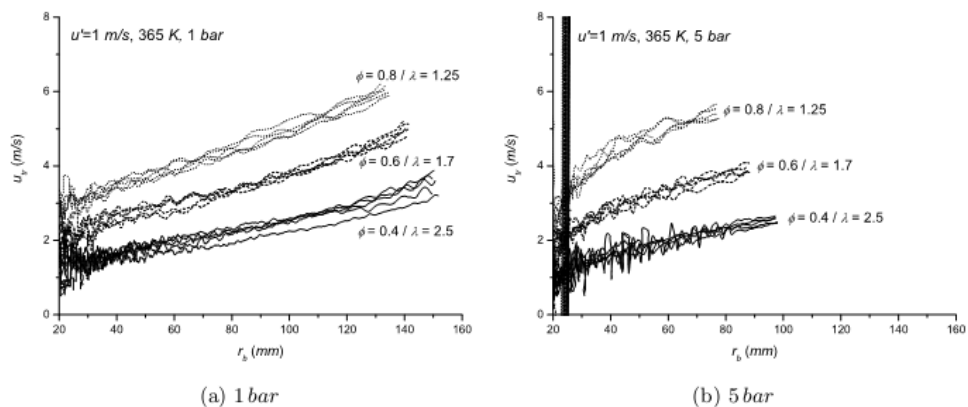 8
6
4
2
0
u_tr (m/s)
u'=1 m/s, 365 K, 1 bar
ϕ = 0.8 / λ = 1.25
ϕ = 0.6 / λ = 1.7
ϕ = 0.4 / λ = 2.5
20 40 60 80 100 120 140 160
r_b (mm)
(a) 1 bar
8
6
4
2
0
u_tr (m/s)
u'=1 m/s, 365 K, 5 bar
ϕ = 0.8 / λ = 1.25
ϕ = 0.6 / λ = 1.7
ϕ = 0.4 / λ = 2.5
20 40 60 80 100 120 140 160
r_b (mm)
(b) 5 bar